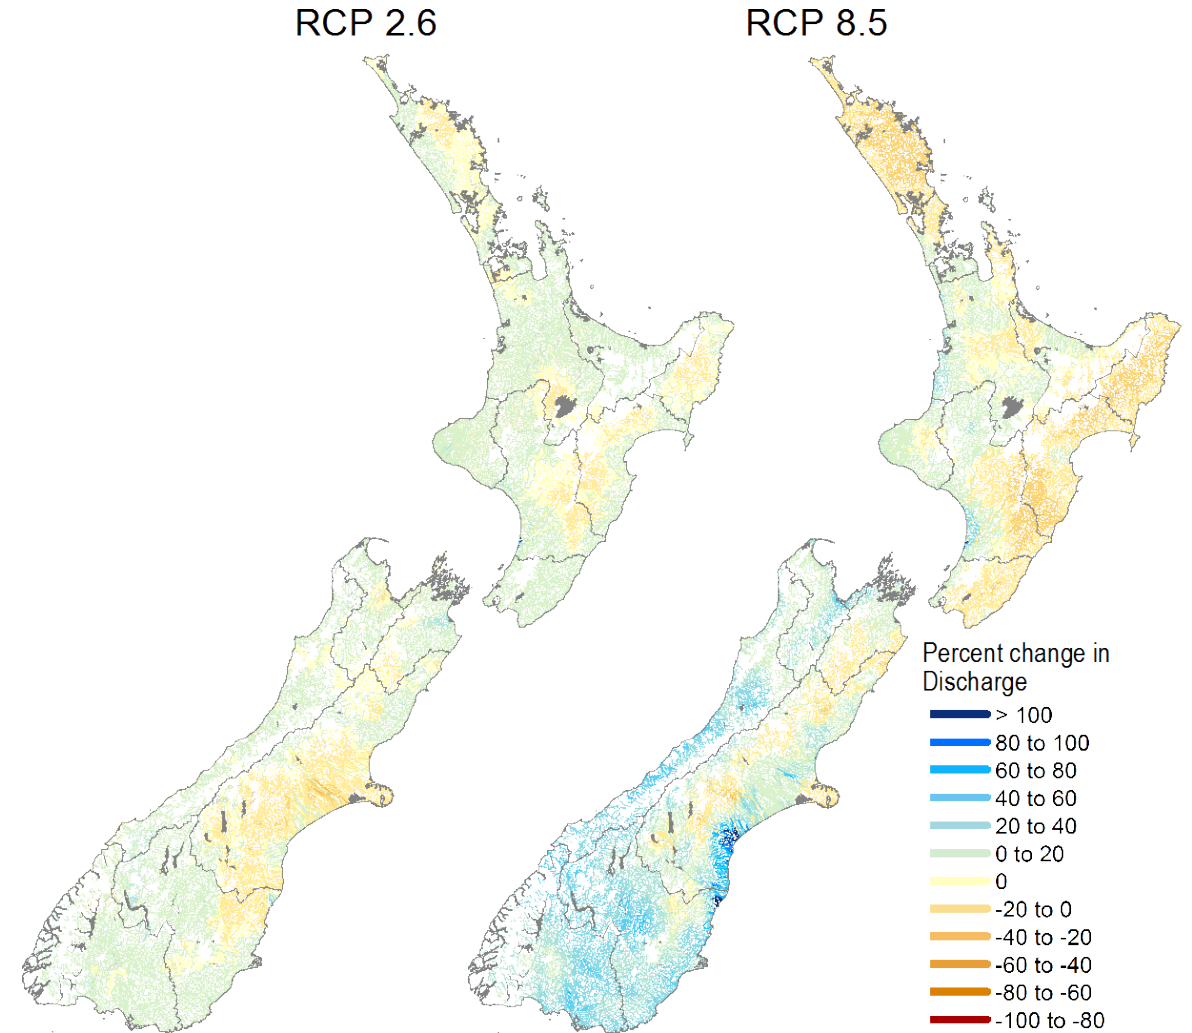 RCP 2.6
RCP 8.5
Percent change in
Discharge
> 100
80 to 100
60 to 80
40 to 60
20 to 40
0 to 20
0
-20 to 0
-40 to -20
-60 to -40
-80 to -60
-100 to -80